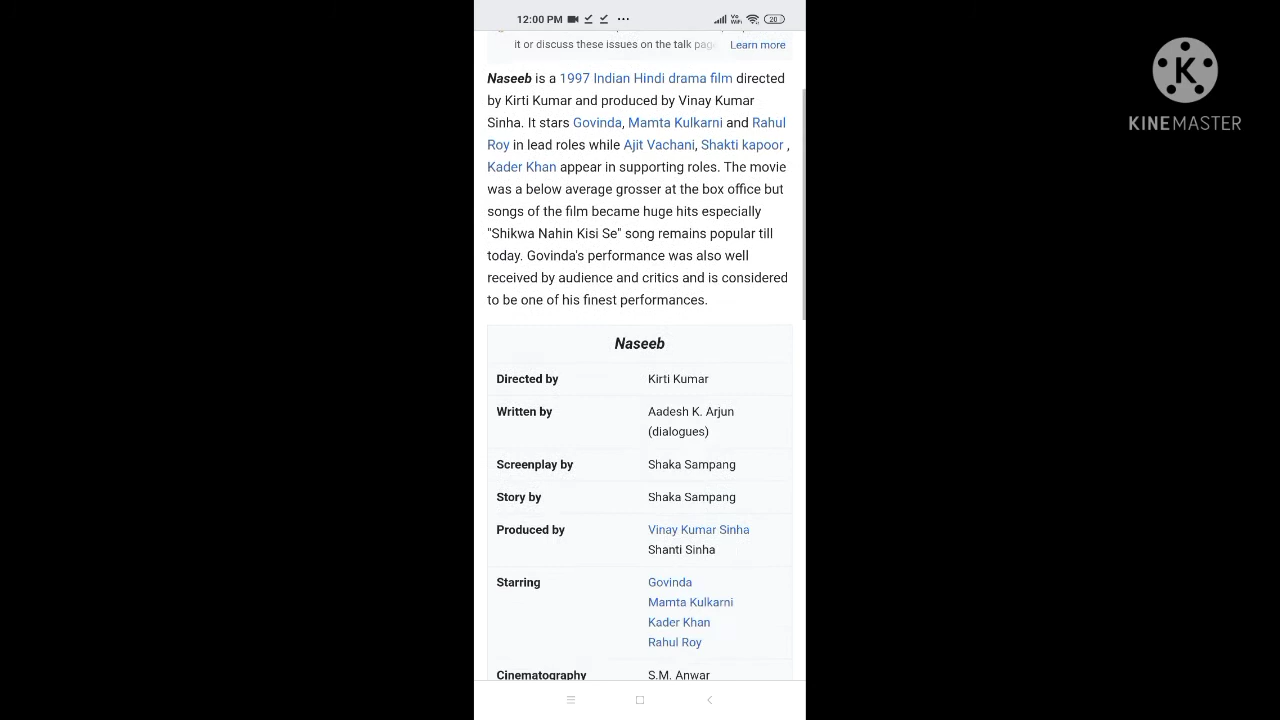 12:00 PM
Vo
WiFi
20
it or discuss these issues on the talk page
Learn more
Naseeb is a 1997 Indian Hindi drama film directed
by Kirti Kumar and produced by Vinay Kumar
Sinha. It stars Govinda, Mamta Kulkarni and Rahul
Roy in lead roles while Ajit Vachani, Shakti kapoor ,
Kader Khan appear in supporting roles. The movie
was a below average grosser at the box office but
songs of the film became huge hits especially
"Shikwa Nahin Kisi Se" song remains popular till
today. Govinda's performance was also well
received by audience and critics and is considered
to be one of his finest performances.
Naseeb
Directed by Kirti Kumar
Written by Aadesh K. Arjun
(dialogues)
Screenplay by Shaka Sampang
Story by Shaka Sampang
Produced by Vinay Kumar Sinha
Shanti Sinha
Starring Govinda
Mamta Kulkarni
Kader Khan
Rahul Roy
Cinematography S.M. Anwar
K
KINEMASTER